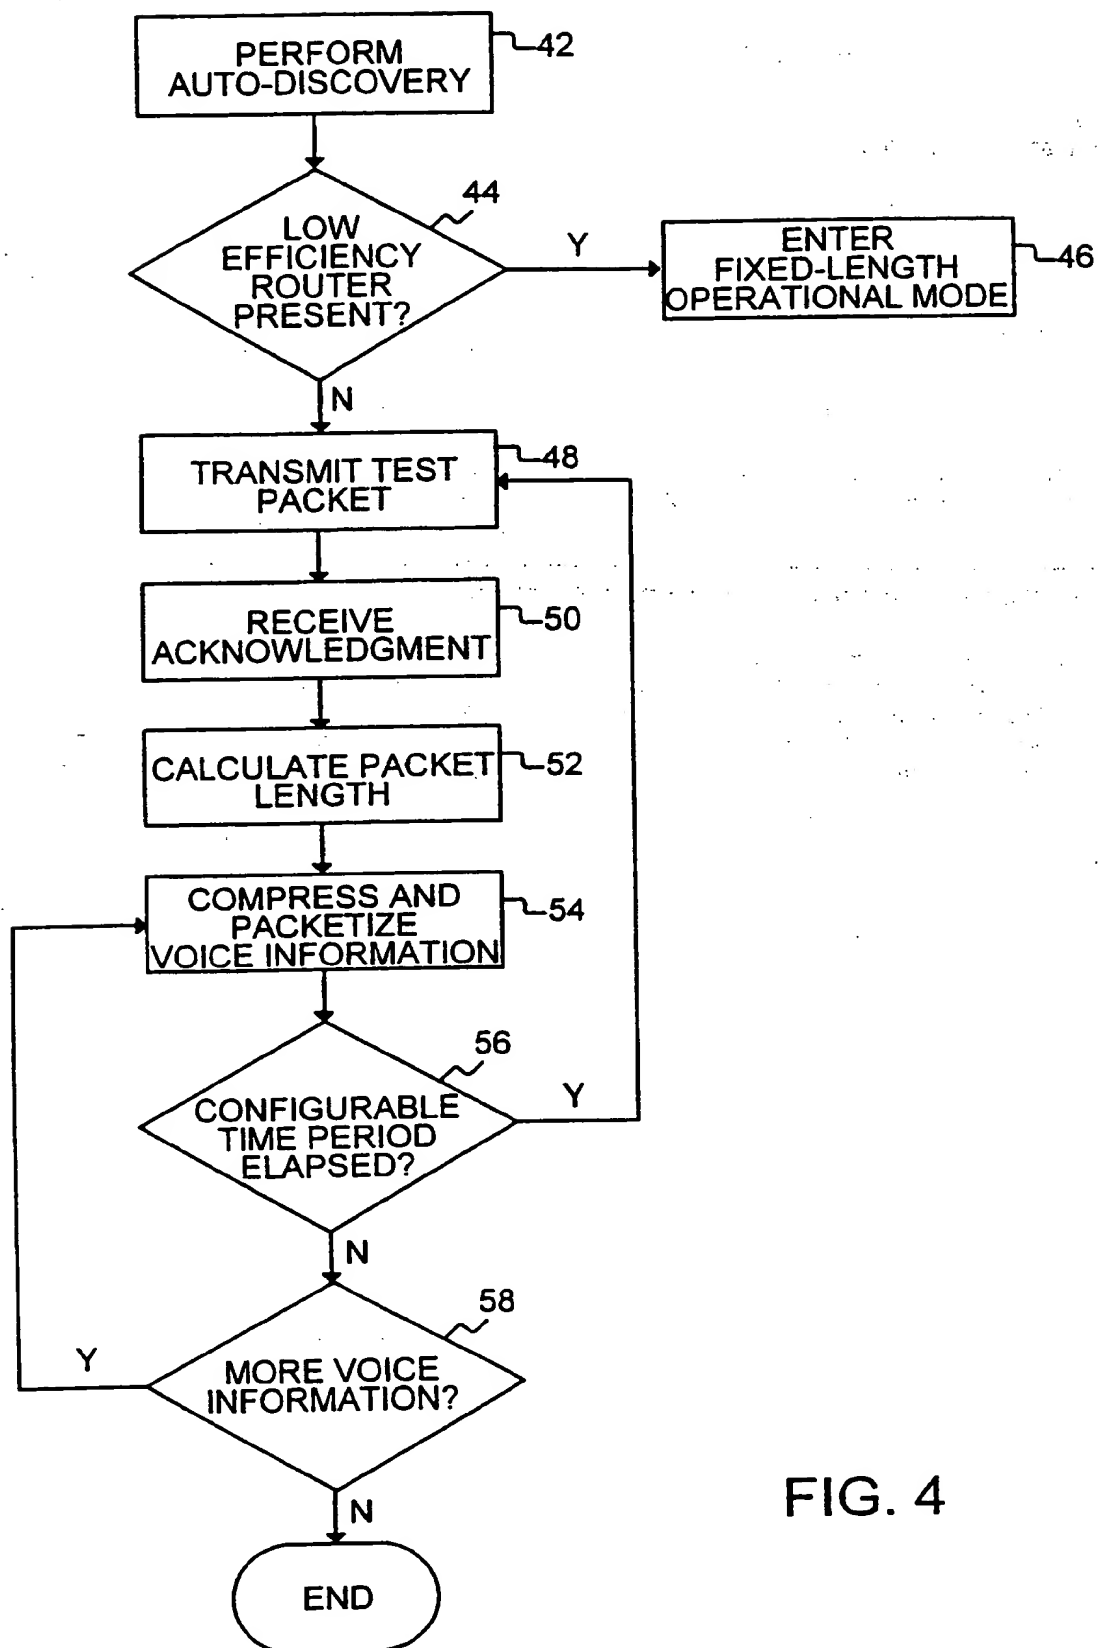 PERFORM
AUTO-DISCOVERY
42
44
LOW
EFFICIENCY
ROUTER
PRESENT?
Y
ENTER
FIXED-LENGTH
OPERATIONAL MODE
46
N
TRANSMIT TEST
PACKET
48
RECEIVE
ACKNOWLEDGMENT
50
CALCULATE PACKET
LENGTH
52
COMPRESS AND
PACKETIZE
VOICE INFORMATION
54
56
CONFIGURABLE
TIME PERIOD
ELAPSED?
Y
N
58
MORE VOICE
INFORMATION?
Y
N
END
FIG. 4